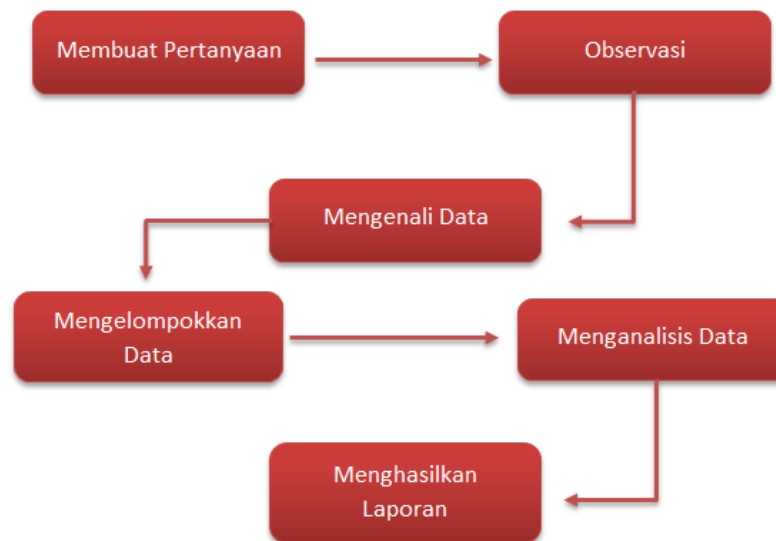 Membuat Pertanyaan
Observasi
Mengenali Data
Mengelompokkan
Data
Menganalisis Data
Menghasilkan
Laporan